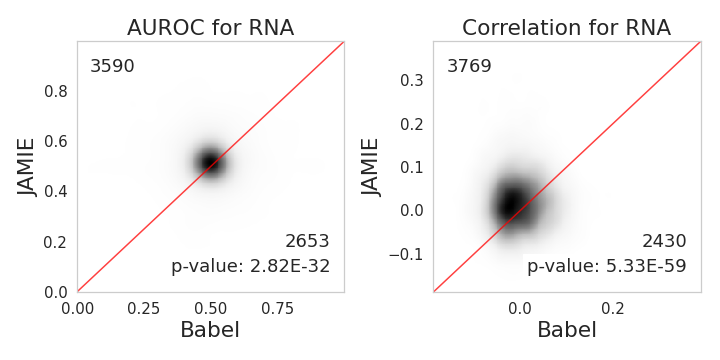 AUROC for RNA
3590
2653
p-value: 2.82E-32
JAMIE
0.8
0.6
0.4
0.2
0.0
0.00
0.25
0.50
0.75
Babel
Correlation for RNA
3769
2430
p-value: 5.33E-59
JAMIE
0.3
0.2
0.1
0.0
−0.1
0.0
0.2
Babel